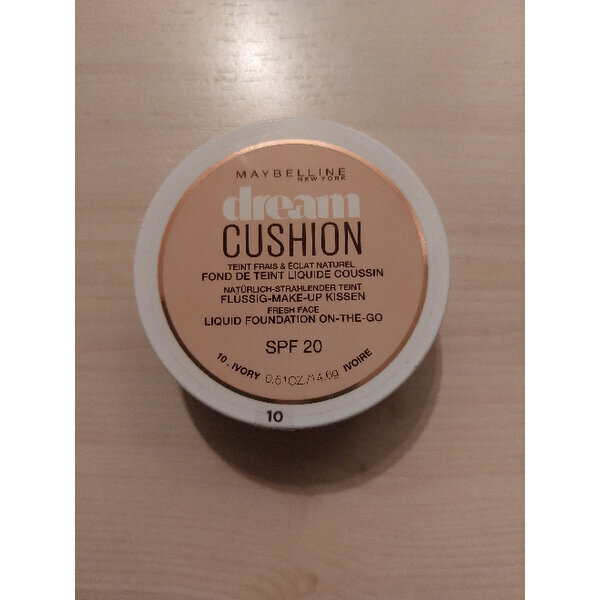 MAYBELLINE
NEW YORK
dream
CUSHION
TEINT FRAIS & ÉCLAT NATUREL
FOND DE TEINT LIQUIDE COUSSIN
NATÜRLICH-STRAHLENDER TEINT
FLÜSSIG-MAKE-UP KISSEN
FRESH FACE
LIQUID FOUNDATION ON-THE-GO
SPF 20
10 . IVORY 0.51OZ./14.6g IVOIRE
10